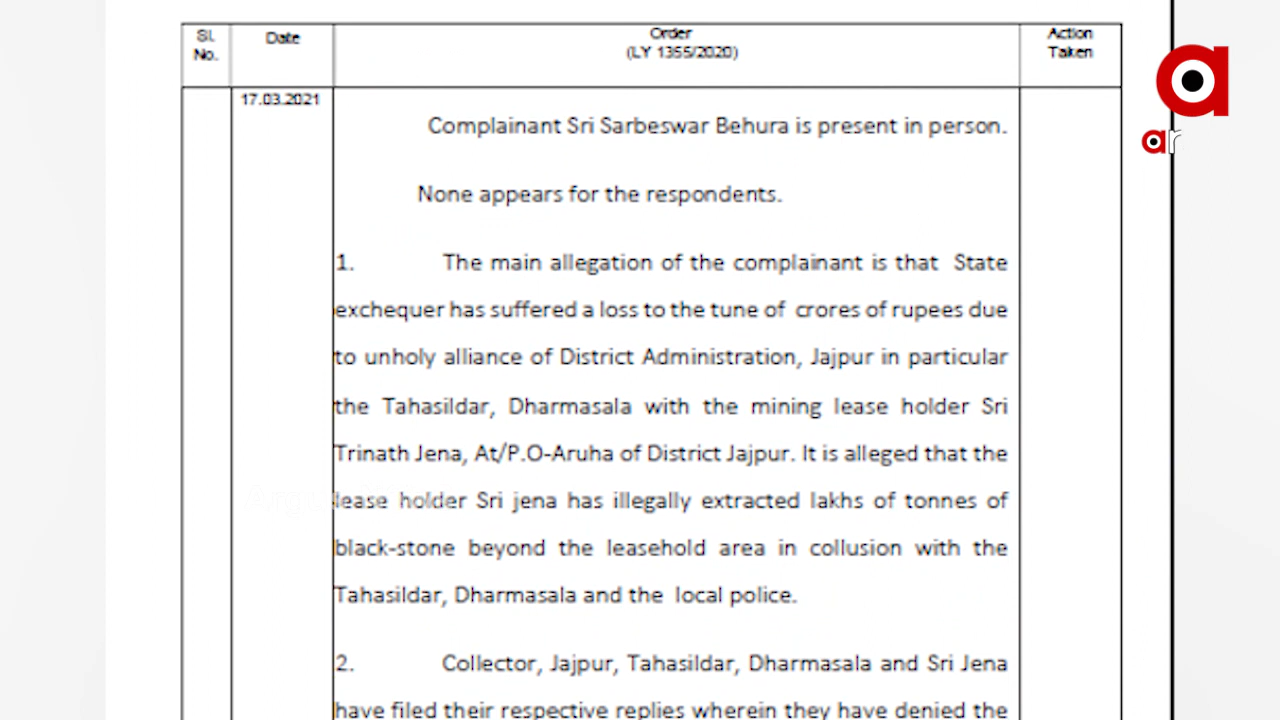 Sl.
No.
Date
Order
(LY 1355/2020)
Action
Taken
17.03.2021
Complainant Sri Sarbeswar Behura is present in person.
None appears for the respondents.
1. The main allegation of the complainant is that State
exchequer has suffered a loss to the tune of crores of rupees due
to unholy alliance of District Administration, Jajpur in particular
the Tahasildar, Dharmasala with the mining lease holder Sri
Trinath Jena, At/P.O-Aruha of District Jajpur. It is alleged that the
lease holder Sri jena has illegally extracted lakhs of tonnes of
black-stone beyond the leasehold area in collusion with the
Tahasildar, Dharmasala and the local police.
2. Collector, Jajpur, Tahasildar, Dharmasala and Sri Jena
have filed their respective replies wherein they have denied the
a
ar